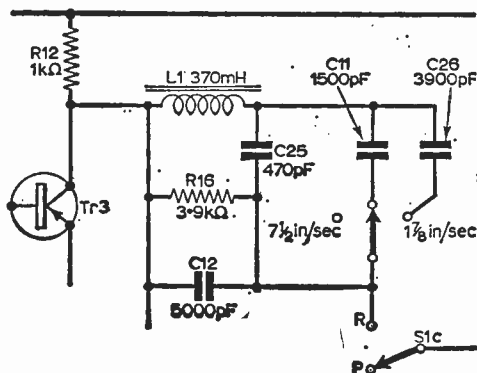 R12
1kΩ
L1 370mH
C11
1500pF
C26
3900pF
C25
470pF
Tr3
R16
3·9kΩ
7½in/sec
1⅞in/sec
C12
5000pF
R
S1c
P